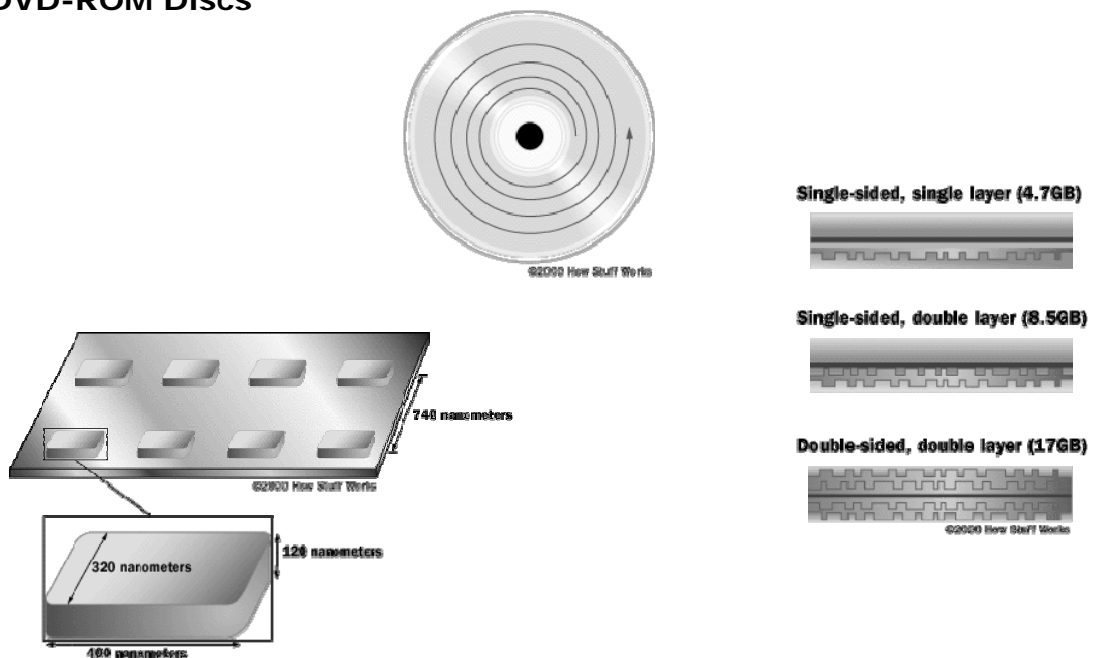 DVD-ROM Discs
©2000 How Stuff Works
Single-sided, single layer (4.7GB)
Single-sided, double layer (8.5GB)
740 nanometers
Double-sided, double layer (17GB)
©2000 How Stuff Works
©2000 How Stuff Works
120 nanometers
320 nanometers
400 nanometers